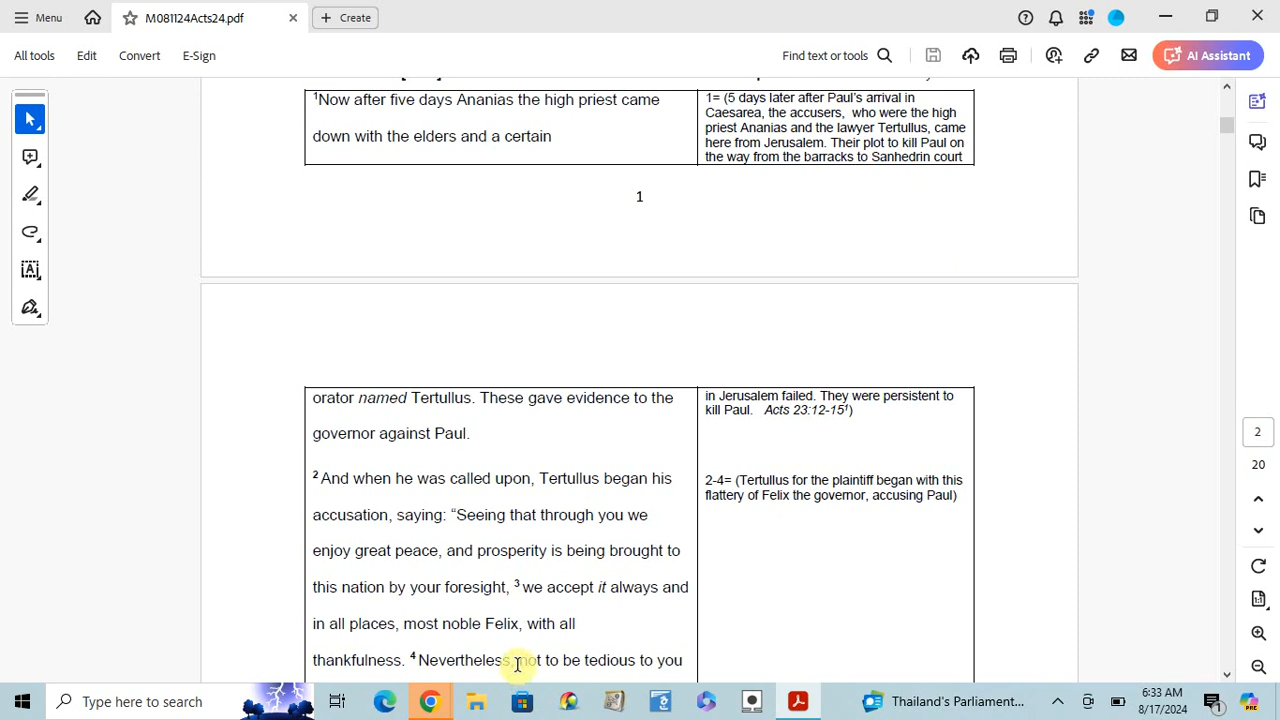 Menu
M081124Acts24.pdf
Create
All tools
Edit
Convert
E-Sign
Find text or tools
AI Assistant
1Now after five days Ananias the high priest came
down with the elders and a certain
1= (5 days later after Paul's arrival in
Caesarea, the accusers, who were the high
priest Ananias and the lawyer Tertullus, came
here from Jerusalem. Their plot to kill Paul on
the way from the barracks to Sanhedrin court
1
orator named Tertullus. These gave evidence to the
governor against Paul.
2 And when he was called upon, Tertullus began his
accusation, saying: “Seeing that through you we
enjoy great peace, and prosperity is being brought to
this nation by your foresight, 3 we accept it always and
in all places, most noble Felix, with all
thankfulness. 4 Nevertheless, not to be tedious to you
in Jerusalem failed. They were persistent to
kill Paul. Acts 23:12-15¹)
2-4= (Tertullus for the plaintiff began with this
flattery of Felix the governor, accusing Paul)
2
20
Type here to search
Thailand's Parliament...
6:33 AM
8/17/2024
1
PRE